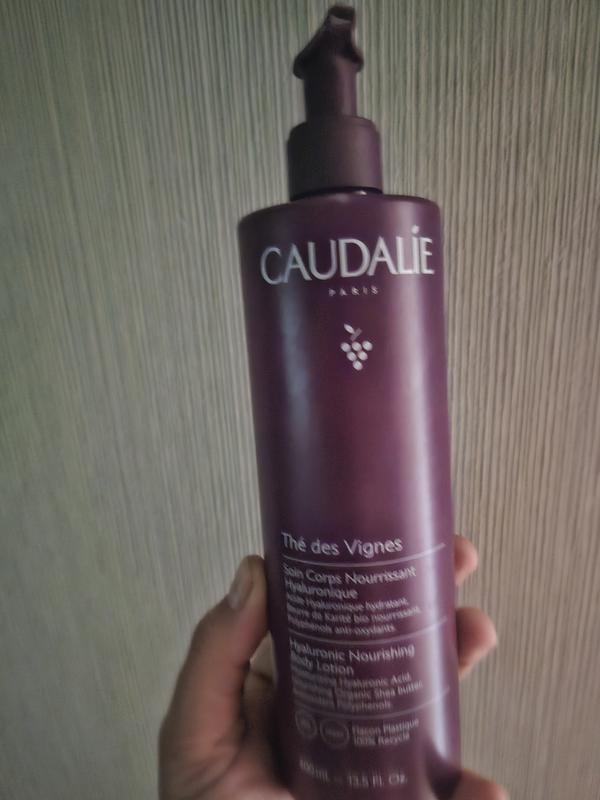 CAUDALÍE
PARIS
Thé des Vignes
Soin Corps Nourrissant
Hyaluronique
Acide Hyaluronique hydratant,
Beurre de Karité bio nourrissant,
Polyphénols anti-oxydants.
Hyaluronic Nourishing
Body Lotion
Hyaluronic Acid,
Organic Shea butter,
Polyphenols.
Flacon Plastique
100% Recyclé
400mL 13.5 FL. Oz.